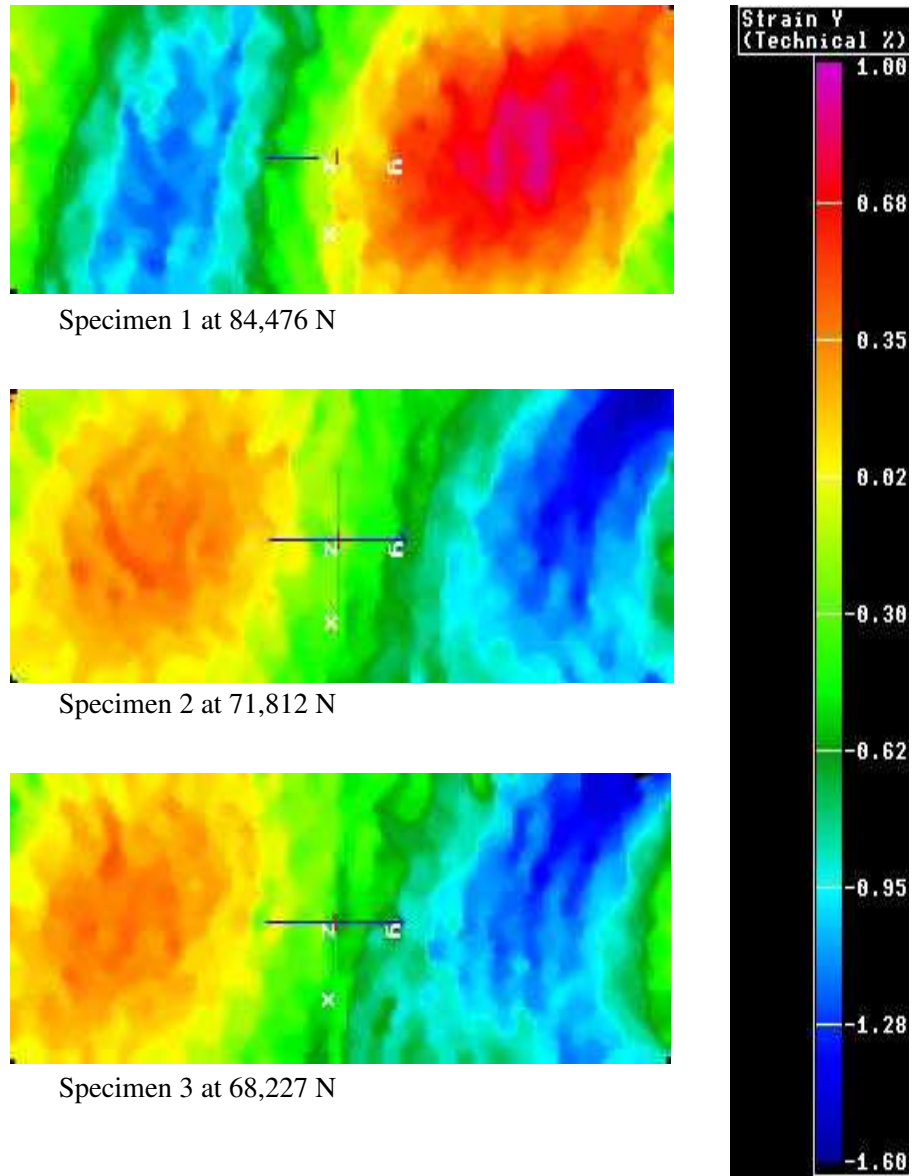 Strain Y
(Technical %)
1.00
0.68
0.35
0.02
-0.30
-0.62
-0.95
-1.28
-1.60
z
y
x
Specimen 1 at 84,476 N
z
y
x
Specimen 2 at 71,812 N
z
y
x
Specimen 3 at 68,227 N